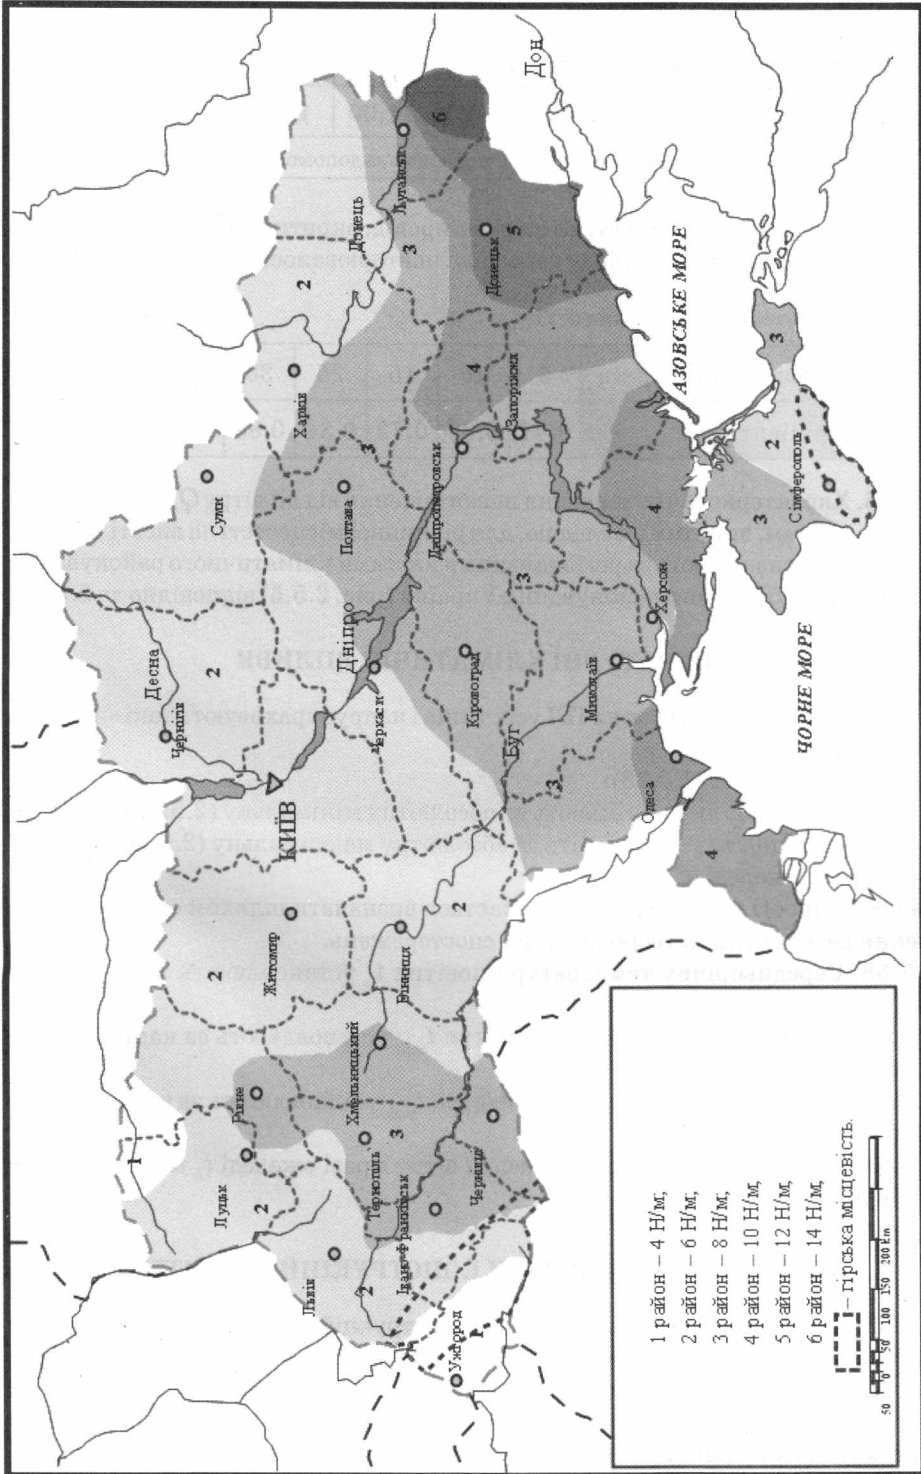 1
Десна
Чернігів
Суми
2
Луцьк
Рівне
2
Житомир
КИЇВ
2
Харків
2
Львів
2
Тернопіль
3
Хмельницький
Вінниця
2
Черкаси
Дніпро
Полтава
3
Донець
3
Луганськ
6
Ужгород
1
Івано-Франківськ
Чернівці
Кіровоград
Буг
Дніпропетровськ
4
Запоріжжя
Донецьк
5
Дон
3
3
Миколаїв
Херсон
4
Одеса
4
АЗОВСЬКЕ МОРЕ
ЧОРНЕ МОРЕ
3
2
3
Сімферополь
1 район – 4 Н/м;
2 район – 6 Н/м;
3 район – 8 Н/м;
4 район – 10 Н/м;
5 район – 12 Н/м;
6 район – 14 Н/м;
– гірська місцевість.
50 0 50 100 150 200 km